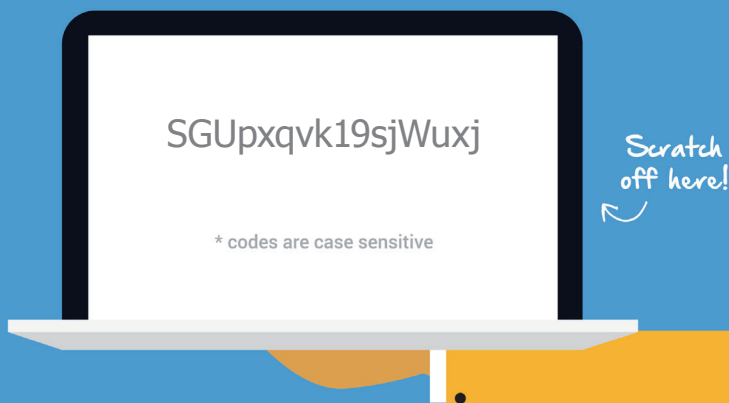 SGUpxqvk19sjWuxj
Scratch
off here!
* codes are case sensitive